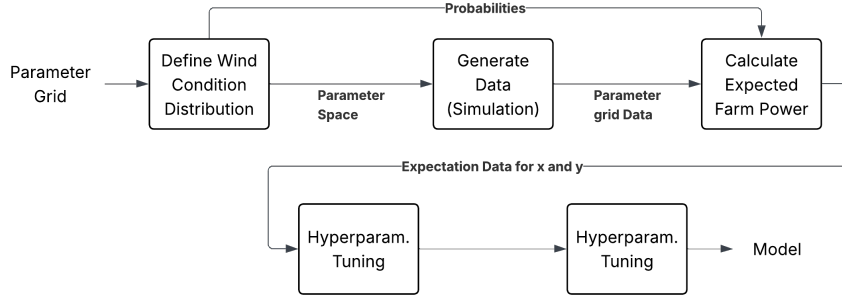 Probabilities
Parameter
Grid
Define Wind
Condition
Distribution
Parameter
Space
Generate
Data
(Simulation)
Parameter
grid Data
Calculate
Expected
Farm Power
Expectation Data for x and y
Hyperparam.
Tuning
Hyperparam.
Tuning
Model